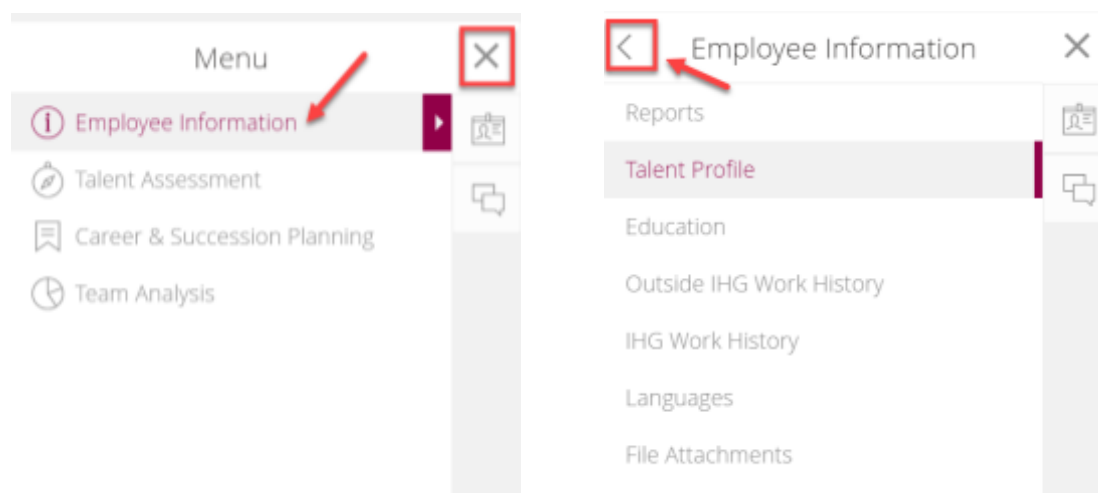 Menu
Employee Information
Talent Assessment
Career & Succession Planning
Team Analysis
Employee Information
Reports
Talent Profile
Education
Outside IHG Work History
IHG Work History
Languages
File Attachments